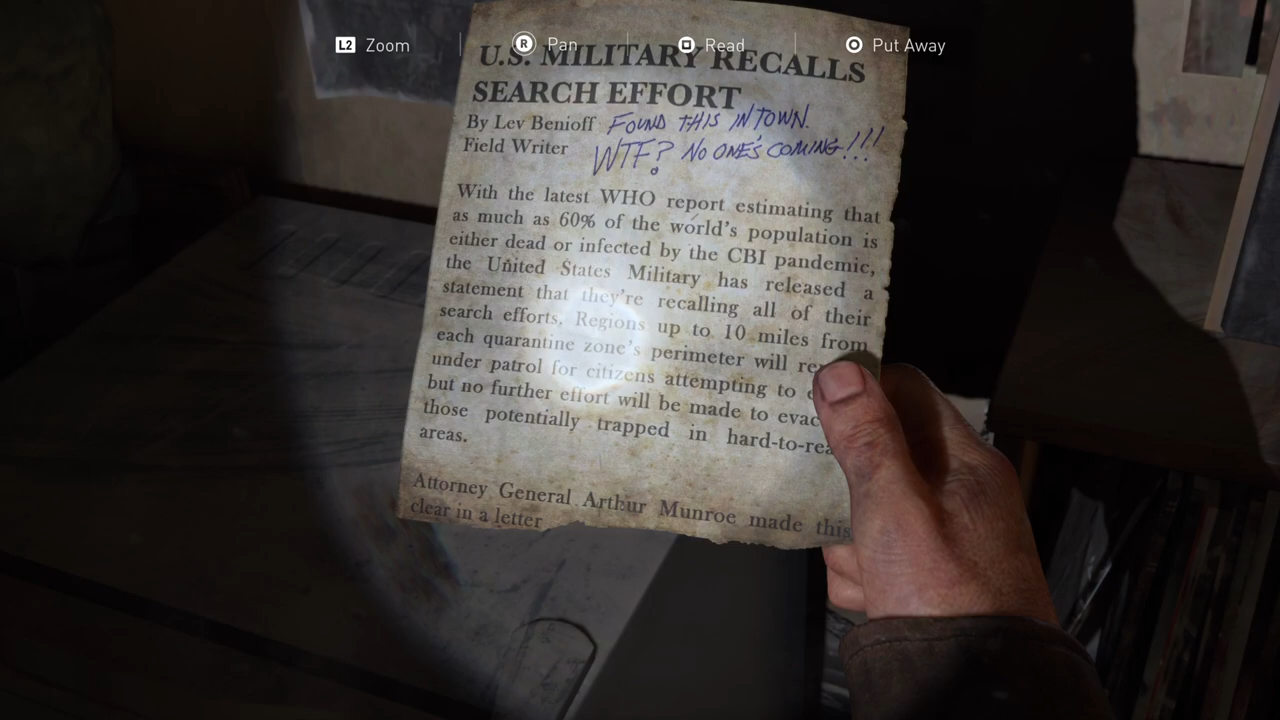 L2 Zoom R Pan Read Put Away
U.S. MILITARY RECALLS
SEARCH EFFORT
By Lev Benioff FOUND THIS IN TOWN.
Field Writer WTF? NO ONE'S COMING!!!
With the latest WHO report estimating that
as much as 60% of the world's population is
either dead or infected by the CBI pandemic,
the United States Military has released a
statement that they're recalling all of their
search efforts. Regions up to 10 miles from
each quarantine zone's perimeter will
under patrol for citizens attempting to
but no further effort will be made to
those potentially trapped in
areas.
Attorney General Arthur Munroe made this
clear in a letter